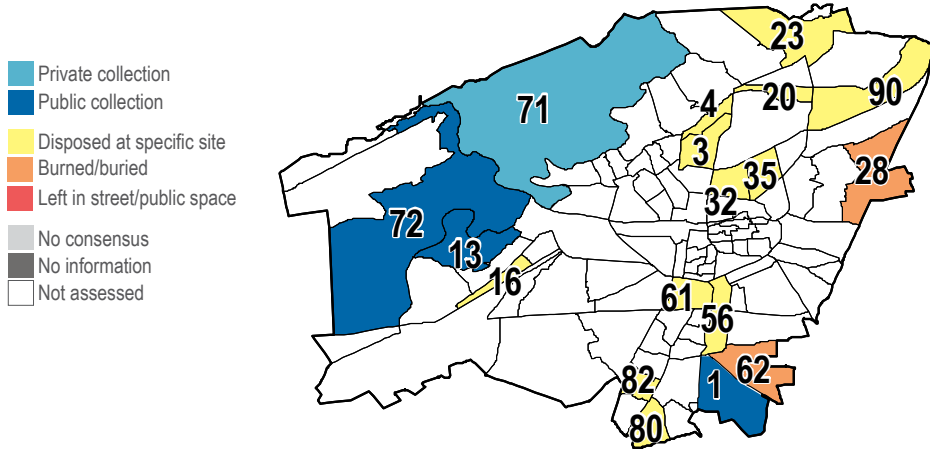 Private collection
Public collection
Disposed at specific site
Burned/buried
Left in street/public space
No consensus
No information
Not assessed
23
71
4
20
90
3
28
35
32
72
13
16
61
56
62
82
1
80